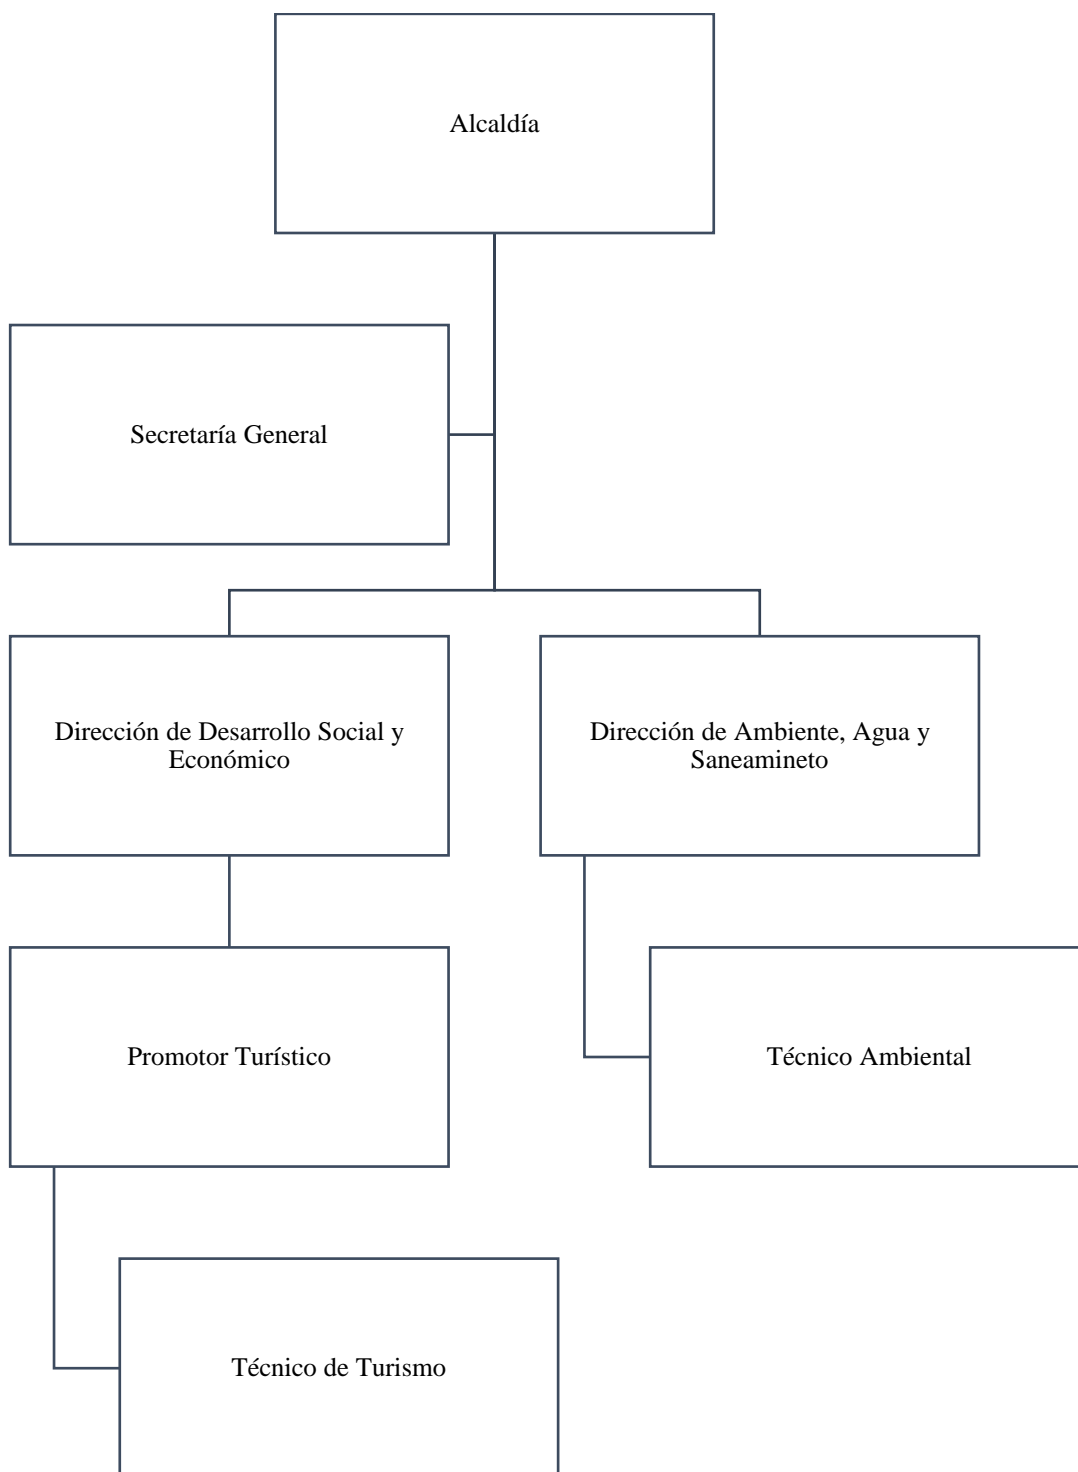 Alcaldía
Secretaría General
Dirección de Desarrollo Social y
Económico
Dirección de Ambiente, Agua y
Saneamineto
Promotor Turístico
Técnico Ambiental
Técnico de Turismo